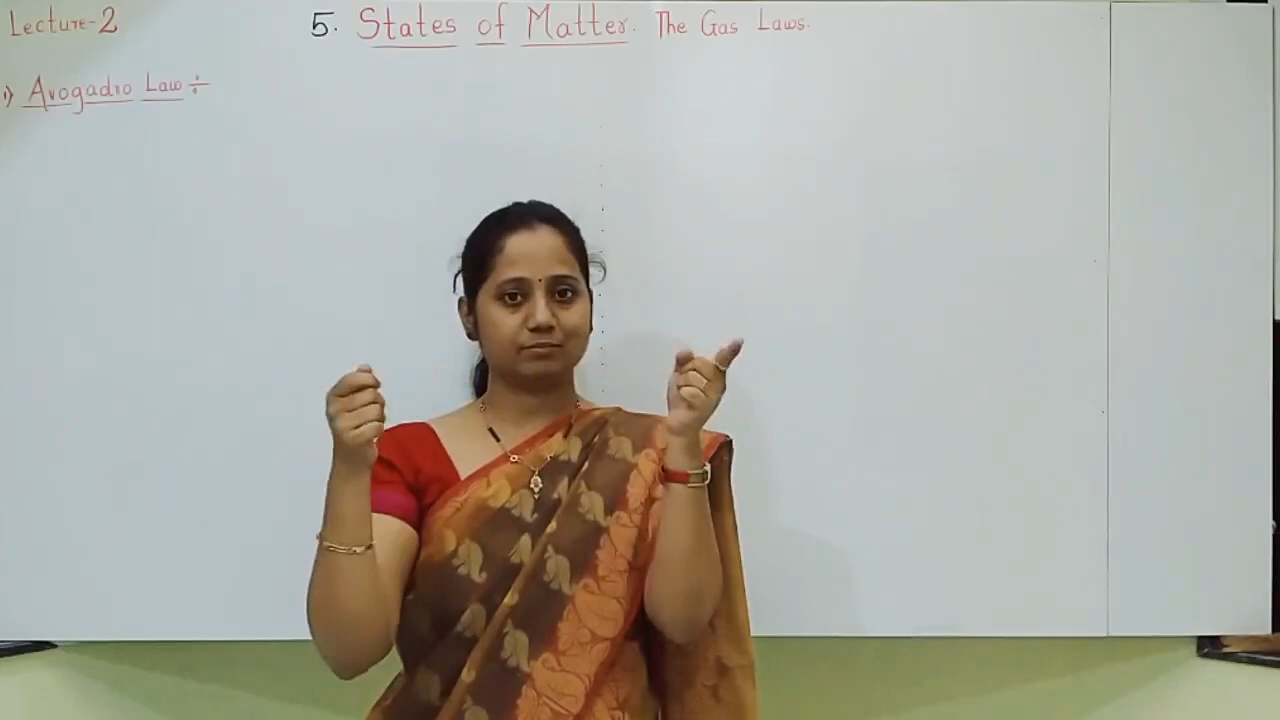 Lecture-2
5. States of Matter. The Gas Laws.
1) Avogadro Law ÷